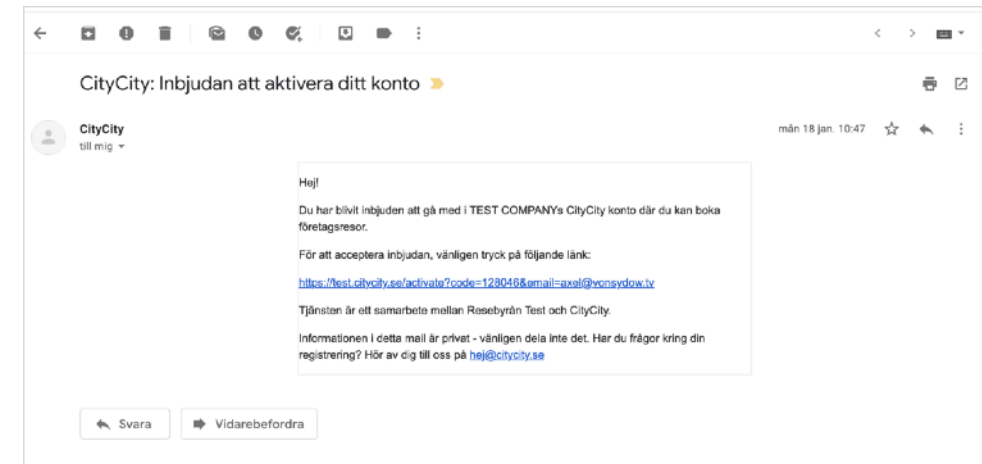 CityCity: Inbjudan att aktivera ditt konto
CityCity
mån 18 jan. 10:47
till mig
Hej!
Du har blivit inbjuden att gå med i TEST COMPANYs CityCity konto där du kan boka
företagsresor.
För att acceptera inbjudan, vänligen tryck på följande länk:
https://test.citycity.se/activate?code=128046&email=axel@vonsydow.tv
Tjänsten är ett samarbete mellan Resebyrån Test och CityCity.
Informationen i detta mail är privat - vänligen dela inte det. Har du frågor kring din
registrering? Hör av dig till oss på hej@citycity.se
Svara
Vidarebefordra